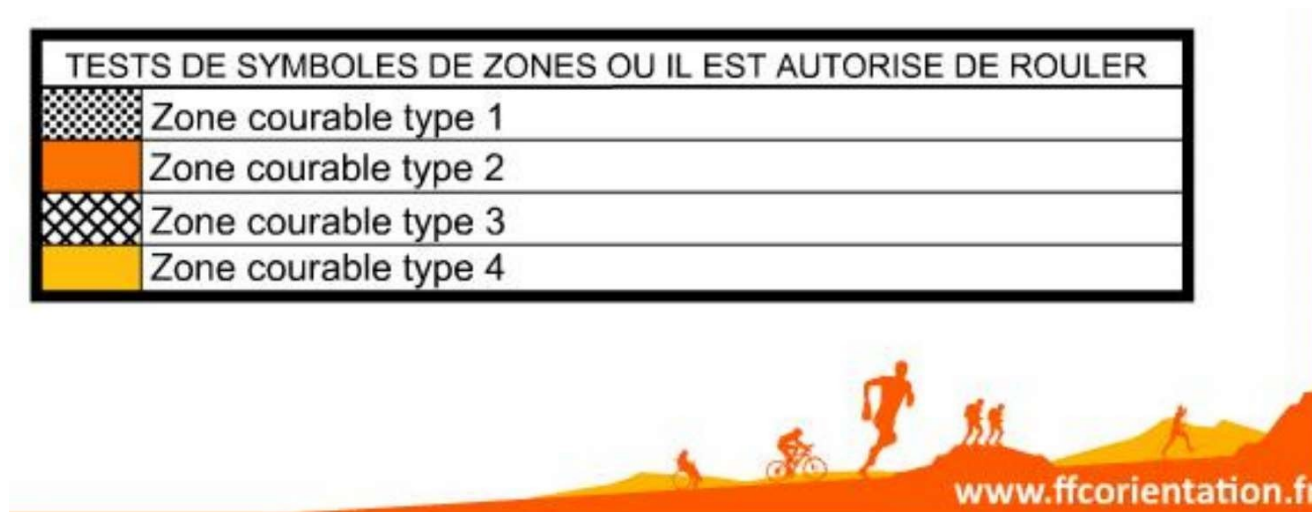 TESTS DE SYMBOLES DE ZONES OU IL EST AUTORISE DE ROULER
Zone courable type 1
Zone courable type 2
Zone courable type 3
Zone courable type 4
www.ffcorientation.fr